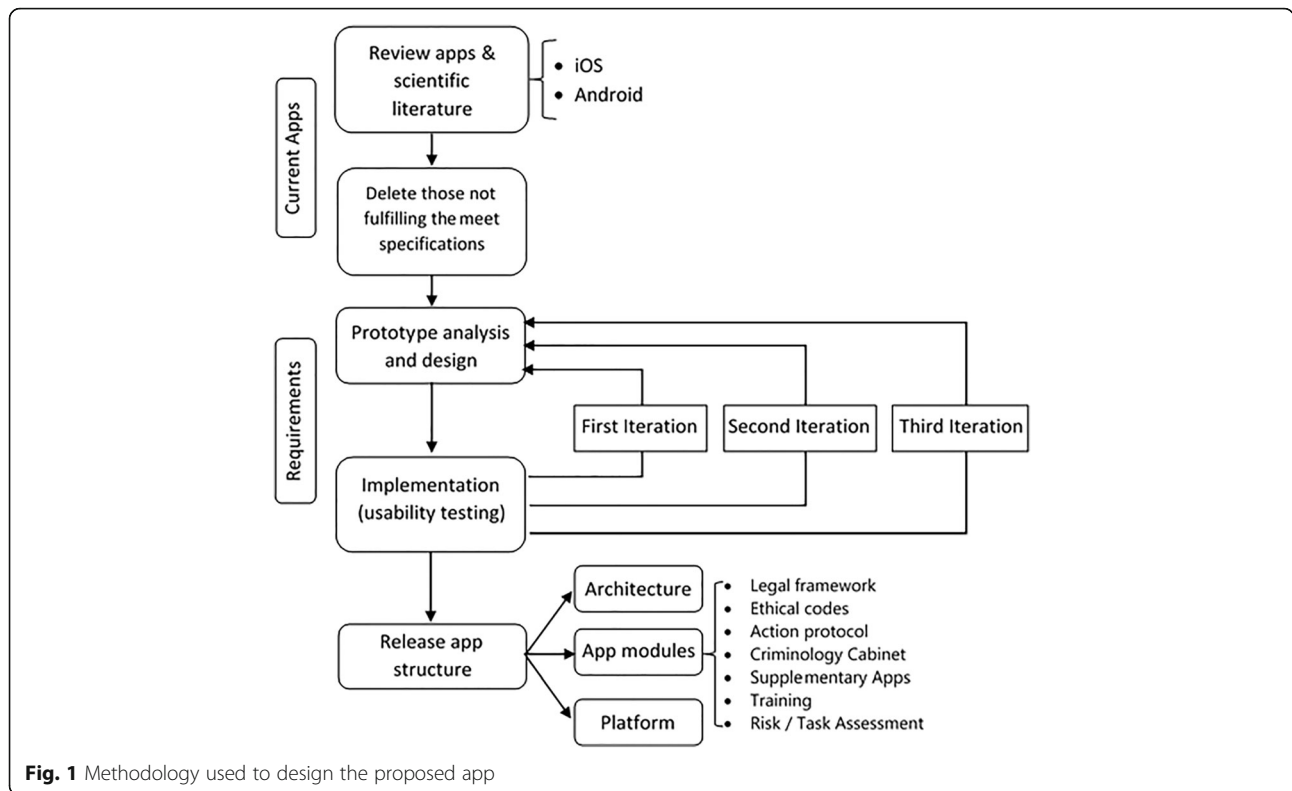 Current Apps
Review apps &
scientific
literature
• iOS
• Android
Delete those not
fulfilling the meet
specifications
Requirements
Prototype analysis
and design
First Iteration
Second Iteration
Third Iteration
Implementation
(usability testing)
Release app
structure
Architecture
App modules
Platform
• Legal framework
• Ethical codes
• Action protocol
• Criminology Cabinet
• Supplementary Apps
• Training
• Risk / Task Assessment
Fig. 1 Methodology used to design the proposed app